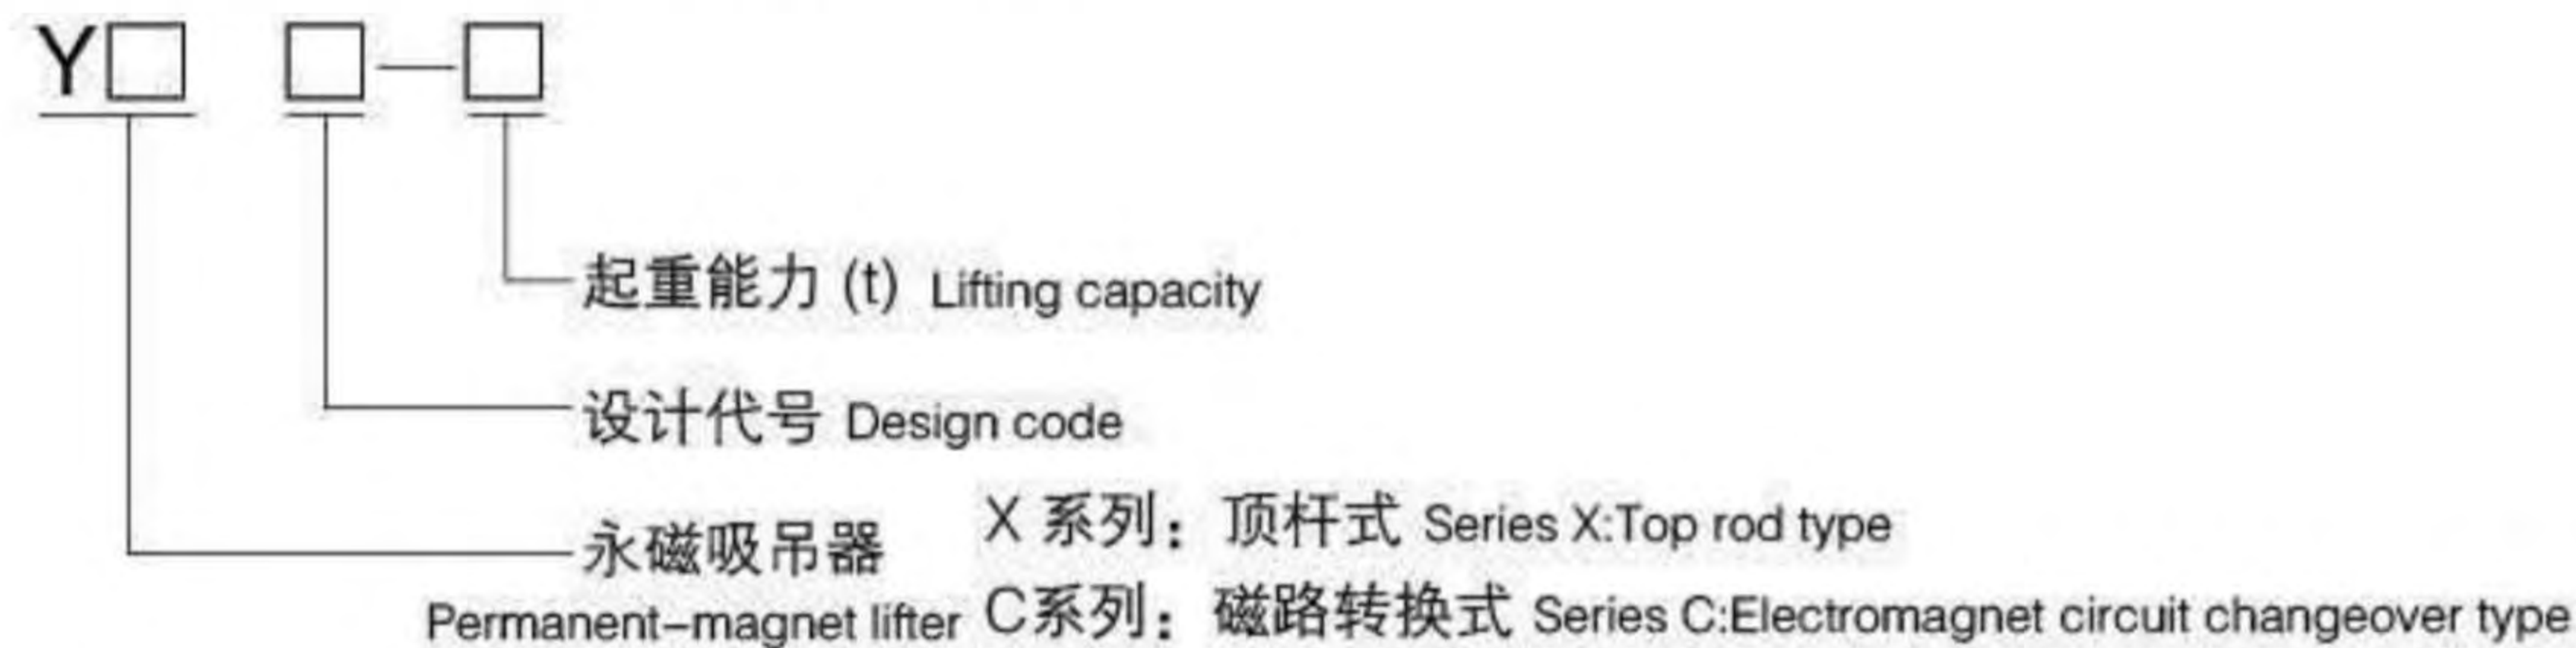 Y□ □—□
起重能力 (t) Lifting capacity
设计代号 Design code
永磁吸吊器 X 系列：顶杆式 Series X:Top rod type
Permanent-magnet lifter C系列：磁路转换式 Series C:Electromagnet circuit changeover type